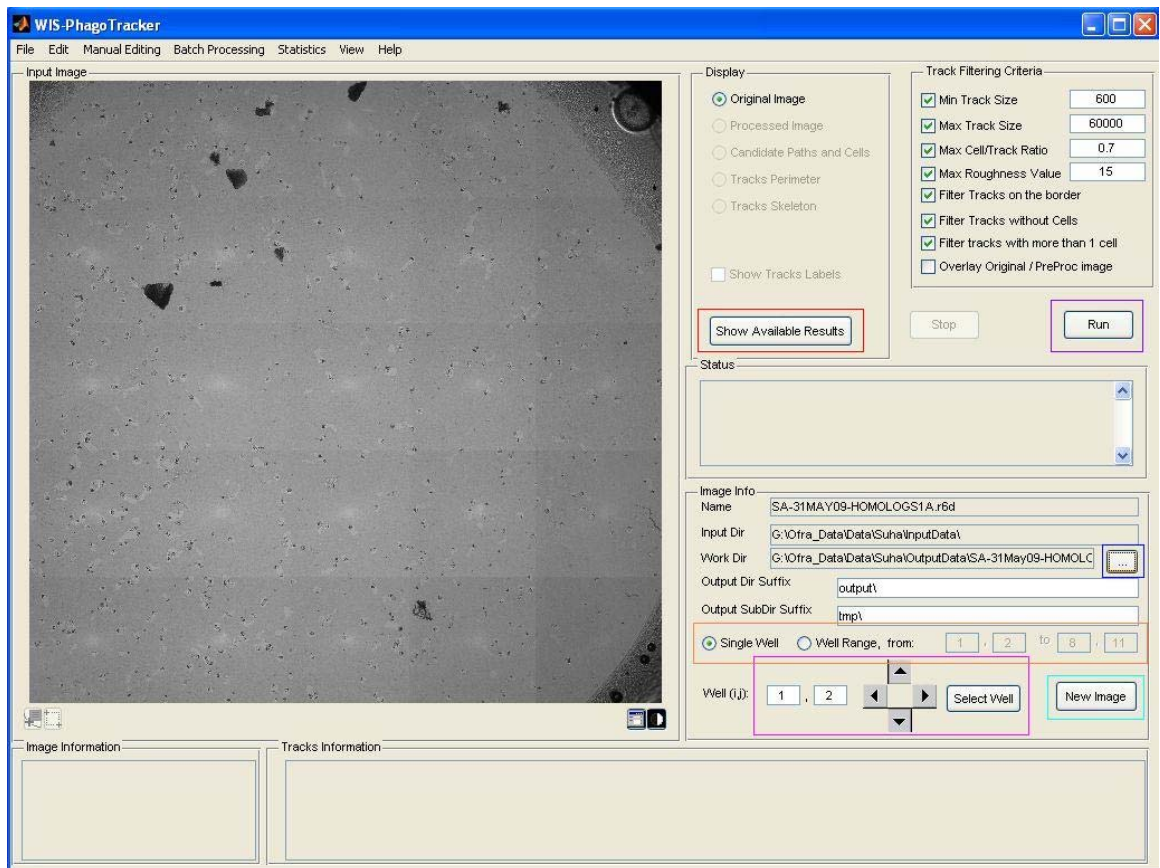 WIS-PhagoTracker
File Edit Manual Editing Batch Processing Statistics View Help
Input Image
Display
Original Image
Processed Image
Candidate Paths and Cells
Tracks Perimeter
Tracks Skeleton
Show Tracks Labels
Show Available Results
Track Filtering Criteria
Min Track Size 600
Max Track Size 60000
Max Cell/Track Ratio 0.7
Max Roughness Value 15
Filter Tracks on the border
Filter Tracks without Cells
Filter tracks with more than 1 cell
Overlay Original / PreProc image
Stop Run
Status
Image Info
Name SA-31MAY09-HOMOLOGS1A.r6d
Input Dir G:\Ofra_Data\Data\Suha\InputData\
Work Dir G:\Ofra_Data\Data\Suha\OutputData\SA-31May09-HOMOLC ...
Output Dir Suffix output\
Output SubDir Suffix tmp\
Single Well Well Range, from: 1 , 2 to 8 , 11
Well (i,j): 1 , 2 Select Well New Image
Image Information
Tracks Information